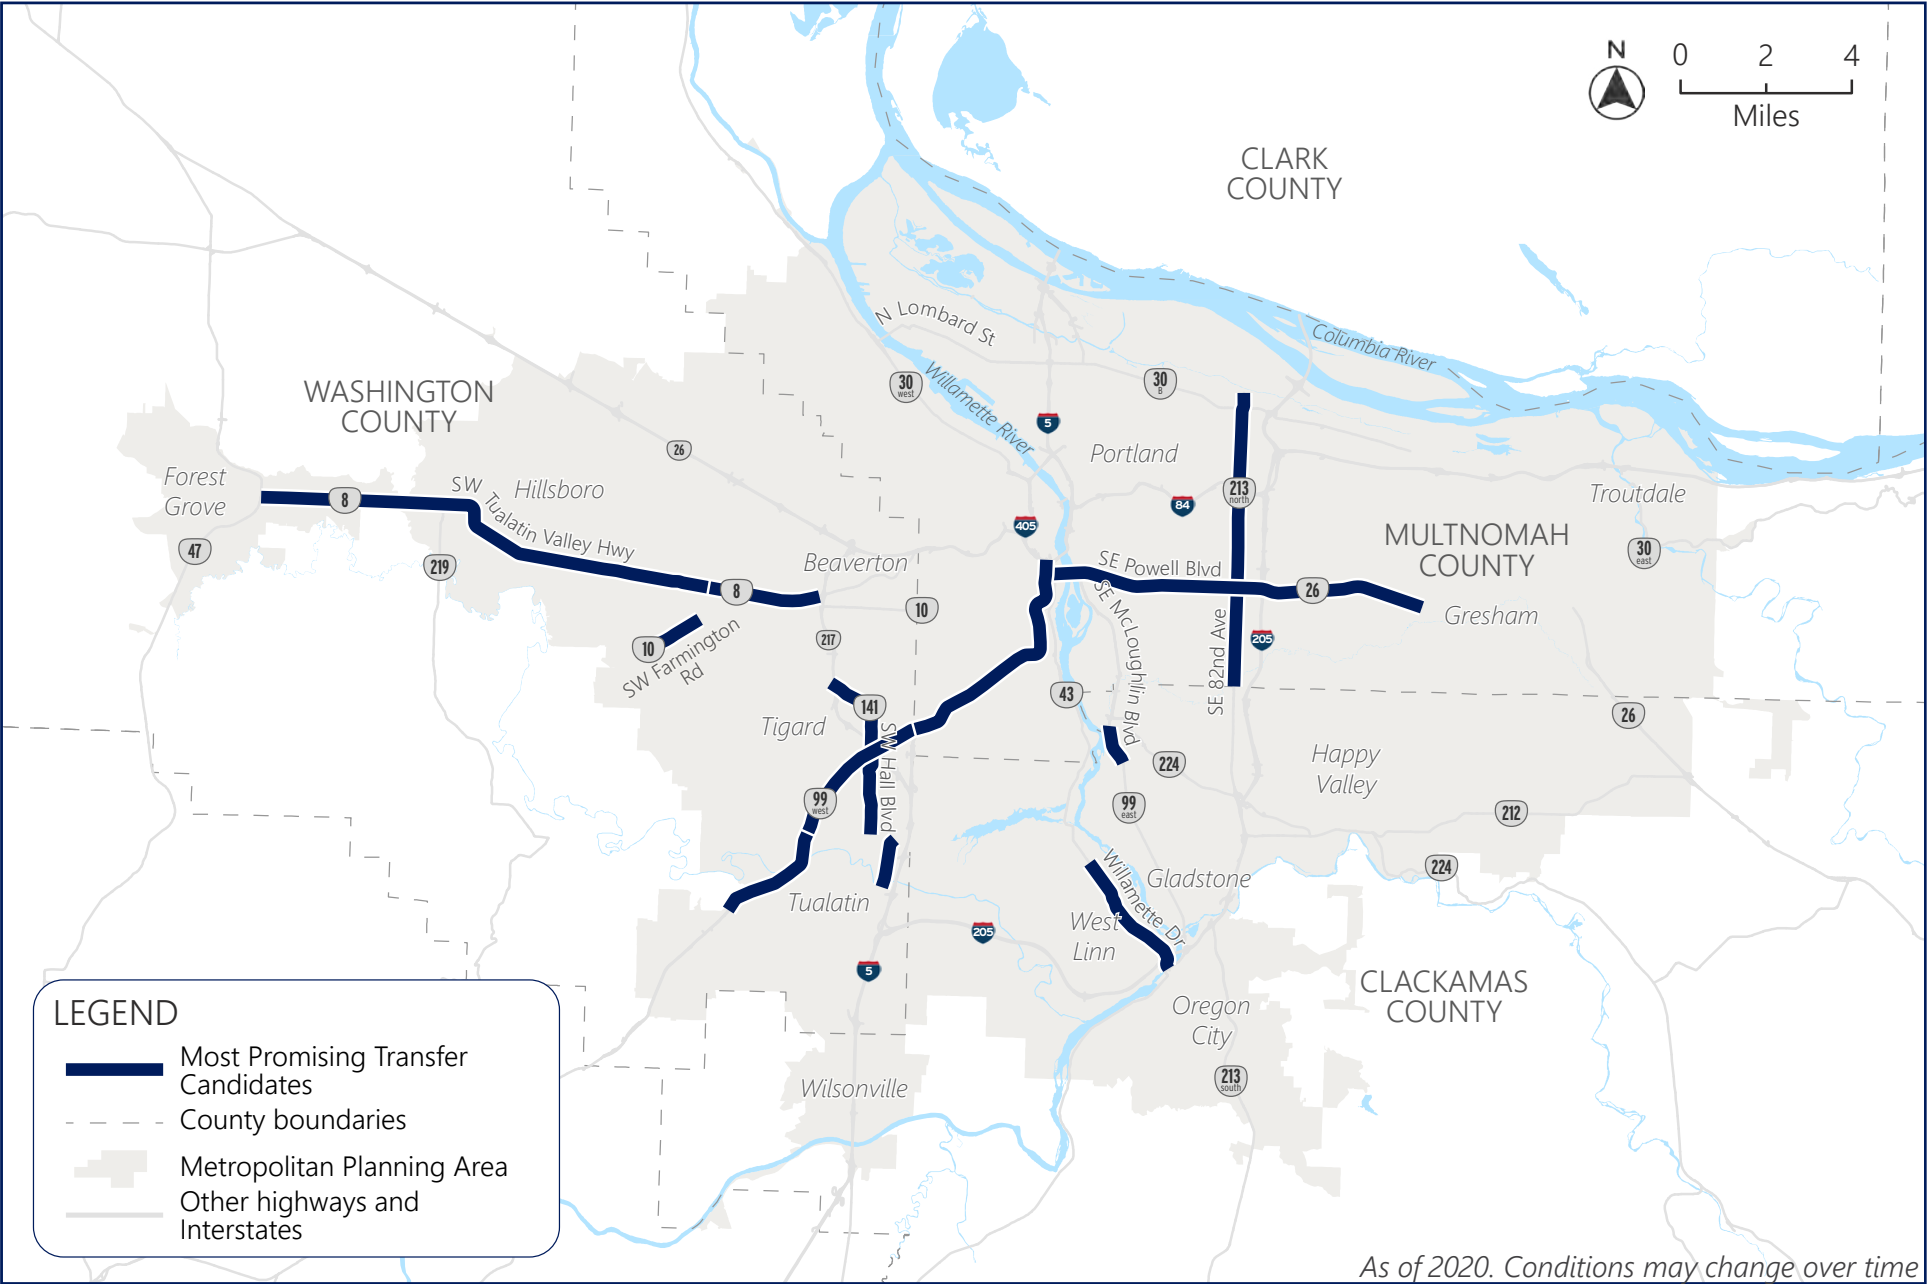 N
0 2 4
Miles
CLARK
COUNTY
N Lombard St
Columbia River
WASHINGTON
COUNTY
30
west
Willamette River
30
B
5
Portland
26
Forest
Grove
SW Tualatin Valley Hwy
Hillsboro
8
213
north
84
Troutdale
405
MULTNOMAH
COUNTY
47
219
Beaverton
SE Powell Blvd
30
east
8
10
26
Gresham
10
SW Farmington
Rd
217
SE McLoughlin Blvd
SE 82nd Ave
205
43
141
Tigard
SW Hall Blvd
26
224
Happy
Valley
99
west
99
east
212
Willamette Dr
Gladstone
224
Tualatin
West
Linn
205
5
CLACKAMAS
COUNTY
Oregon
City
213
south
Wilsonville
LEGEND
Most Promising Transfer
Candidates
County boundaries
Metropolitan Planning Area
Other highways and
Interstates
As of 2020. Conditions may change over time